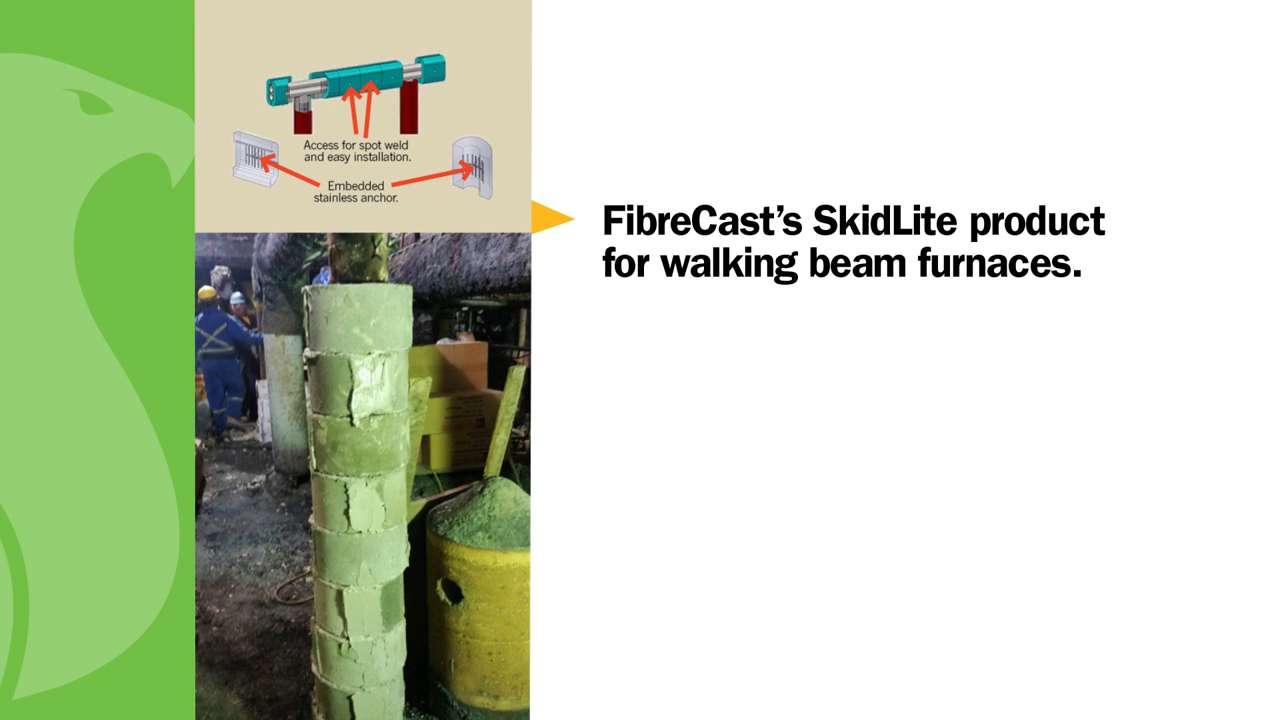 Access for spot weld
and easy installation.
Embedded
stainless anchor.
FibreCast’s SkidLite product
for walking beam furnaces.